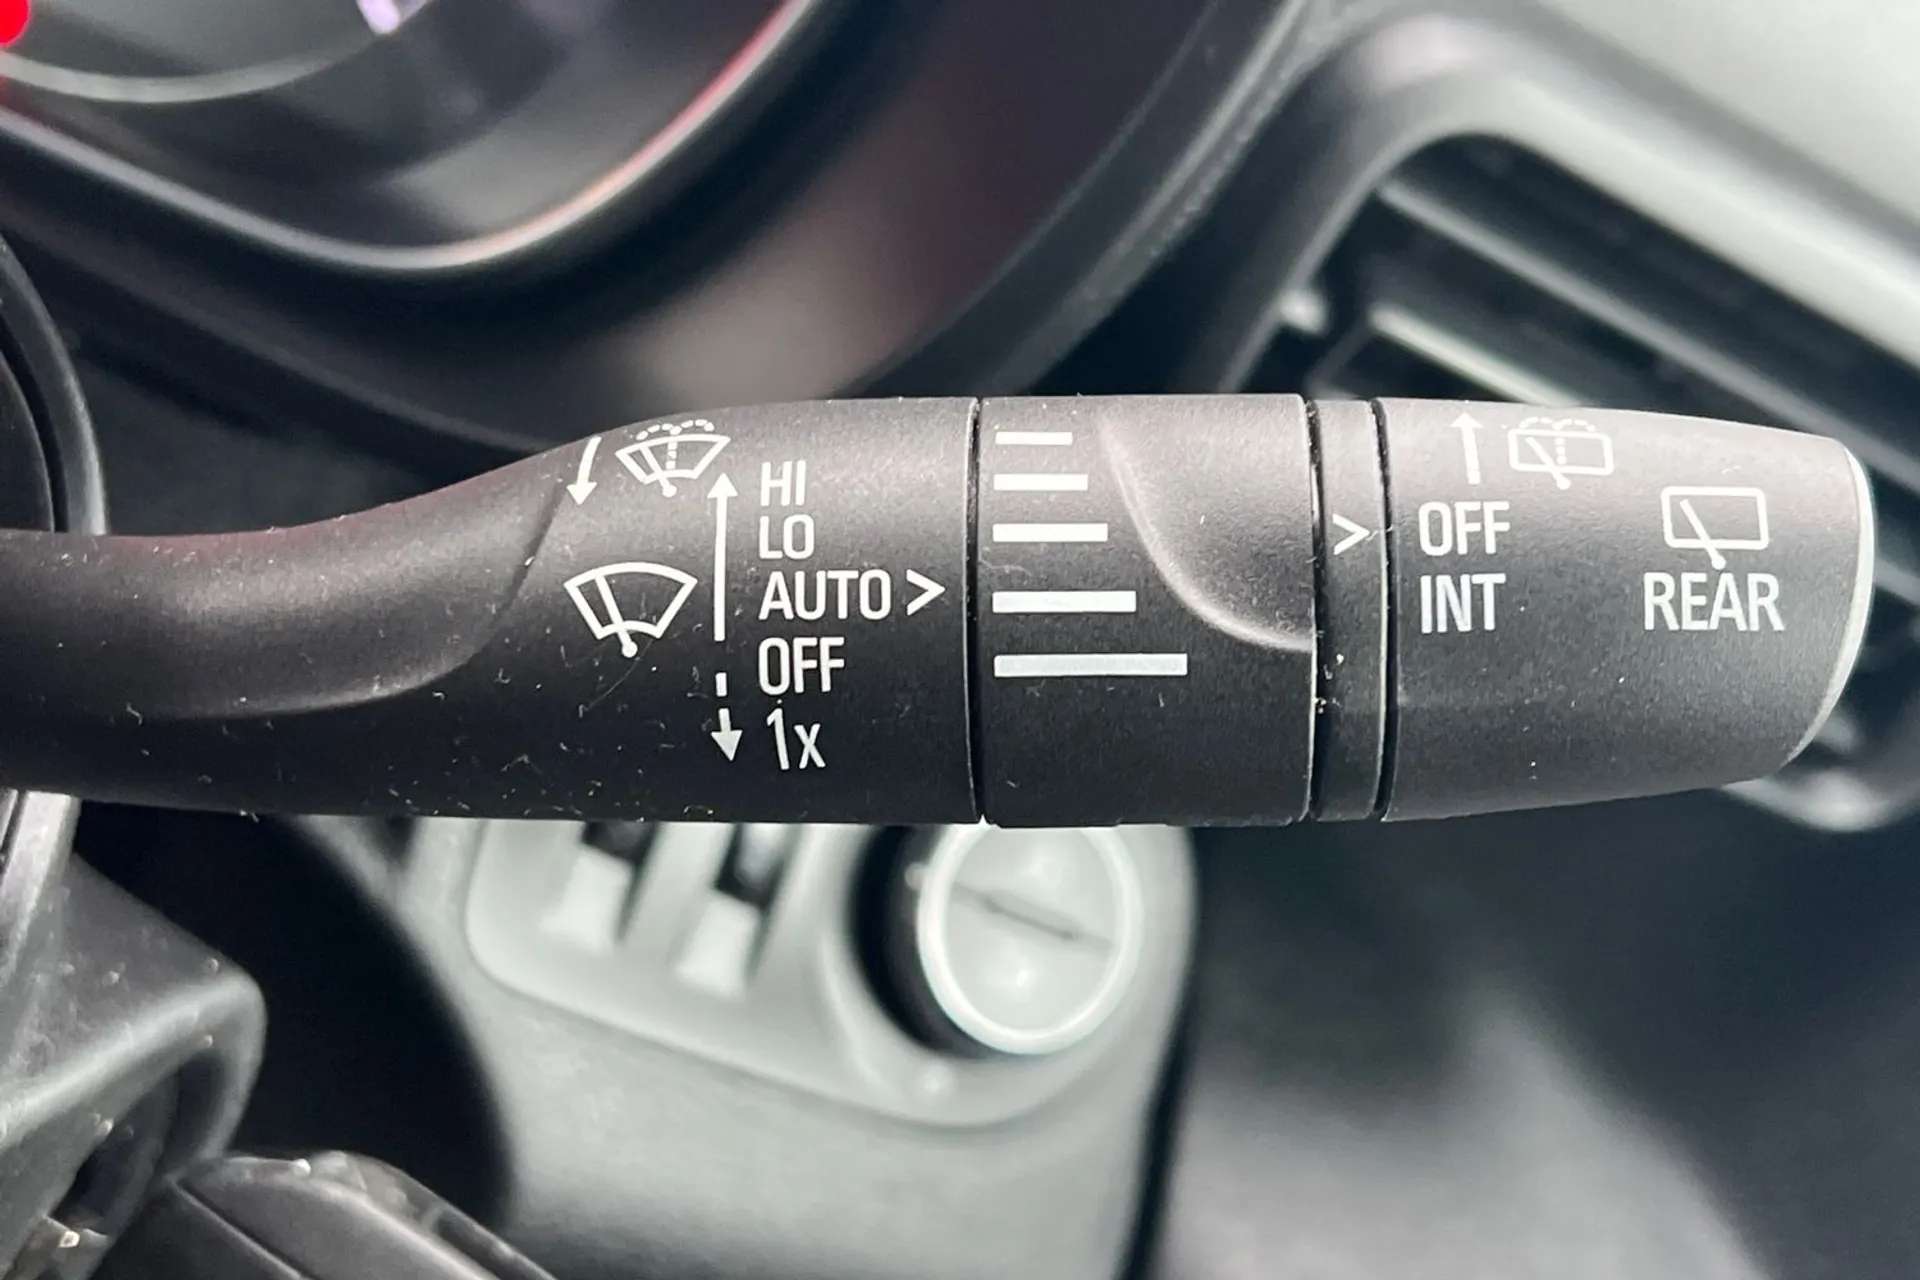 HI
LO
AUTO >
OFF
1x
>
OFF
INT
REAR